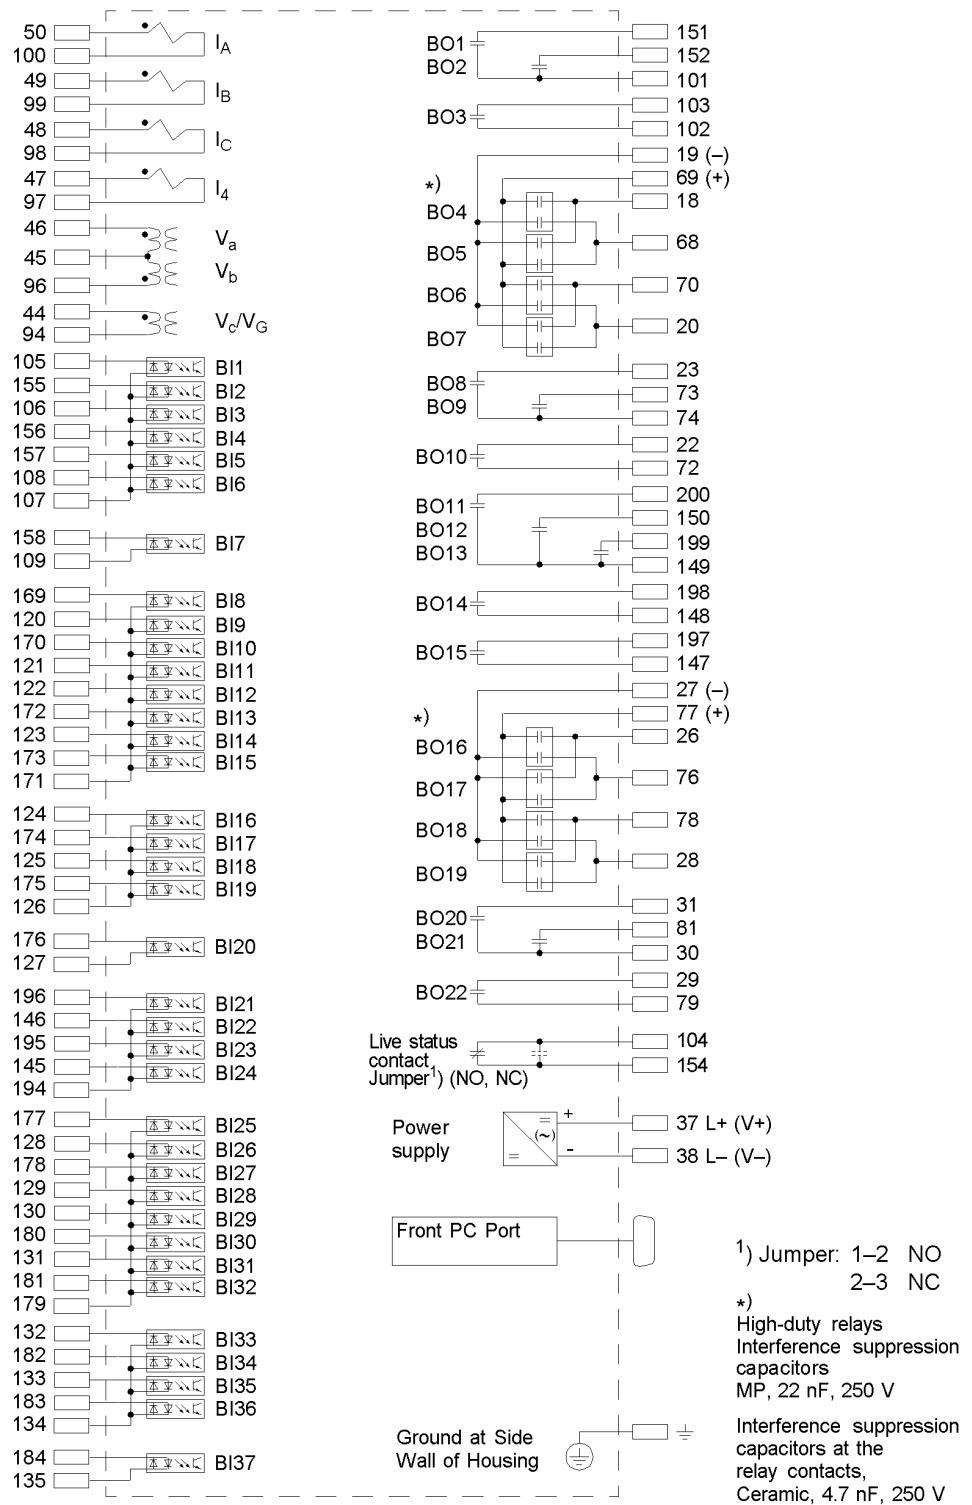 50
100
I_A
49
99
I_B
48
98
I_C
47
97
I_4
46
V_a
45
V_b
96
44
V_c/V_G
94
105
BI1
155
BI2
106
BI3
156
BI4
157
BI5
108
BI6
107
158
BI7
109
169
BI8
120
BI9
170
BI10
121
BI11
122
BI12
172
BI13
123
BI14
173
BI15
171
124
BI16
174
BI17
125
BI18
175
BI19
126
176
BI20
127
196
BI21
146
BI22
195
BI23
145
BI24
194
177
BI25
128
BI26
178
BI27
129
BI28
130
BI29
180
BI30
131
BI31
181
BI32
179
132
BI33
182
BI34
133
BI35
183
BI36
134
184
BI37
135
BO1
151
BO2
152
101
BO3
103
102
19 (–)
69 (+)
*)
18
BO4
68
BO5
BO6
70
BO7
20
BO8
23
BO9
73
74
BO10
22
72
BO11
200
BO12
150
BO13
199
149
BO14
198
148
BO15
197
147
27 (–)
*)
77 (+)
26
BO16
76
BO17
BO18
78
BO19
28
BO20
31
BO21
81
30
BO22
29
79
Live status
contact
Jumper¹) (NO, NC)
104
154
Power
supply
+
(~)
-
=
=
37 L+ (V+)
38 L– (V–)
Front PC Port
¹) Jumper: 1–2 NO
2–3 NC
*)
High-duty relays
Interference suppression
capacitors
MP, 22 nF, 250 V
Ground at Side
Wall of Housing
Interference suppression
capacitors at the
relay contacts,
Ceramic, 4.7 nF, 250 V